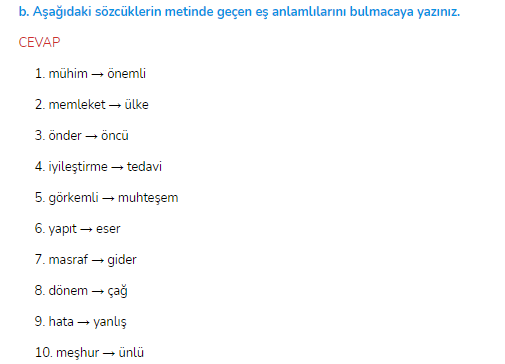 b. Aşağıdaki sözcüklerin metinde geçen eş anlamlılarını bulmacaya yazınız.
CEVAP
1. mühim → önemli
2. memleket → ülke
3. önder → öncü
4. iyileştirme → tedavi
5. görkemli → muhteşem
6. yapıt → eser
7. masraf → gider
8. dönem → çağ
9. hata → yanlış
10. meşhur → ünlü